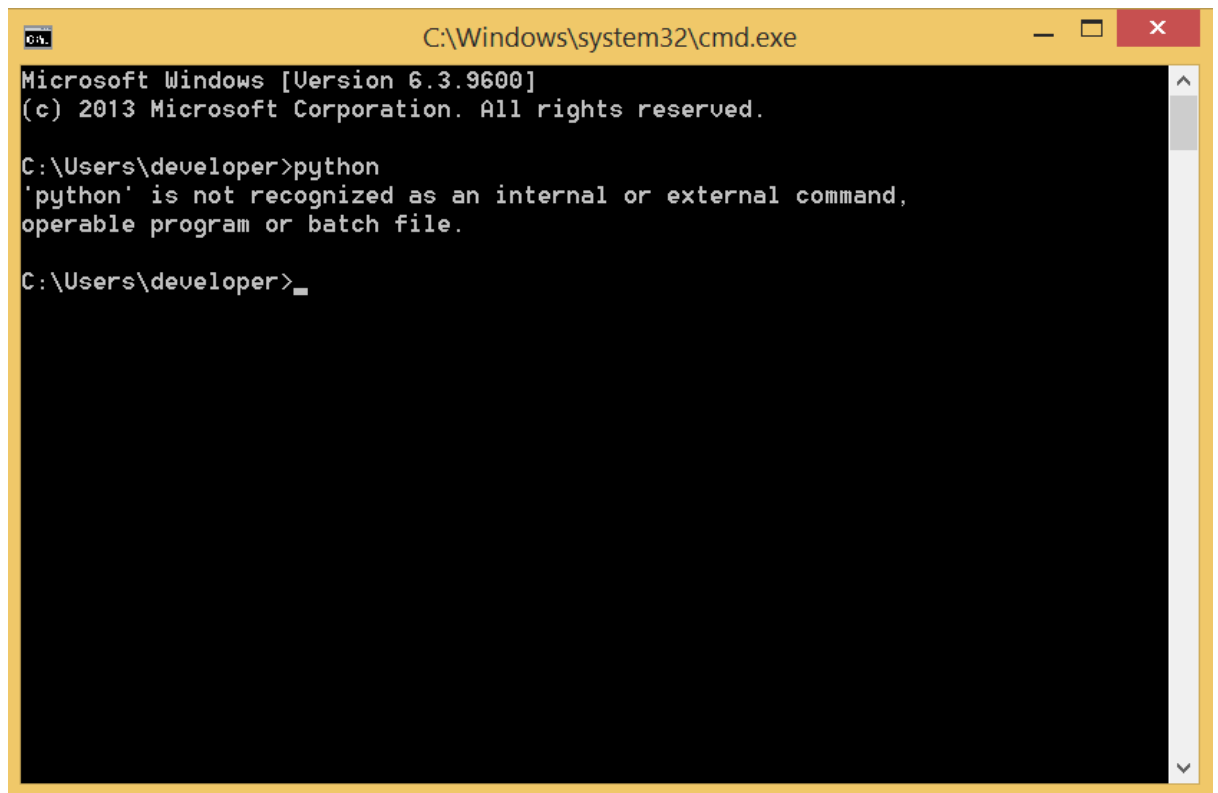 C:\Windows\system32\cmd.exe
Microsoft Windows [Version 6.3.9600]
(c) 2013 Microsoft Corporation. All rights reserved.
C:\Users\developer>python
'python' is not recognized as an internal or external command,
operable program or batch file.
C:\Users\developer>_